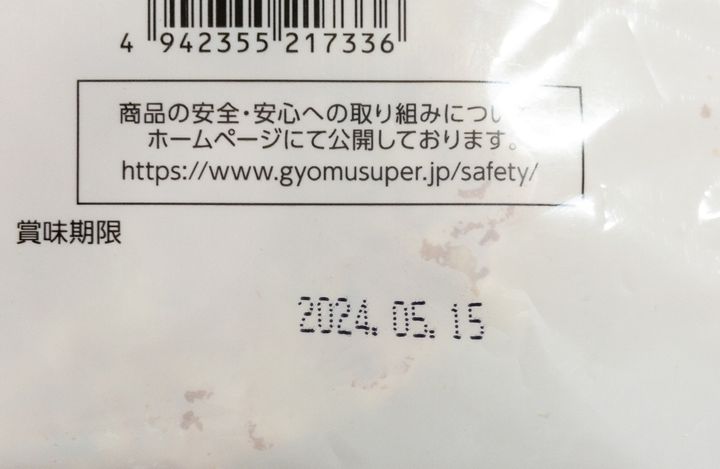 4 942355 217336
商品の安全・安心への取り組みについ
ホームページにて公開しております。
https://www.gyomusuper.jp/safety/
賞味期限
2024.05.15